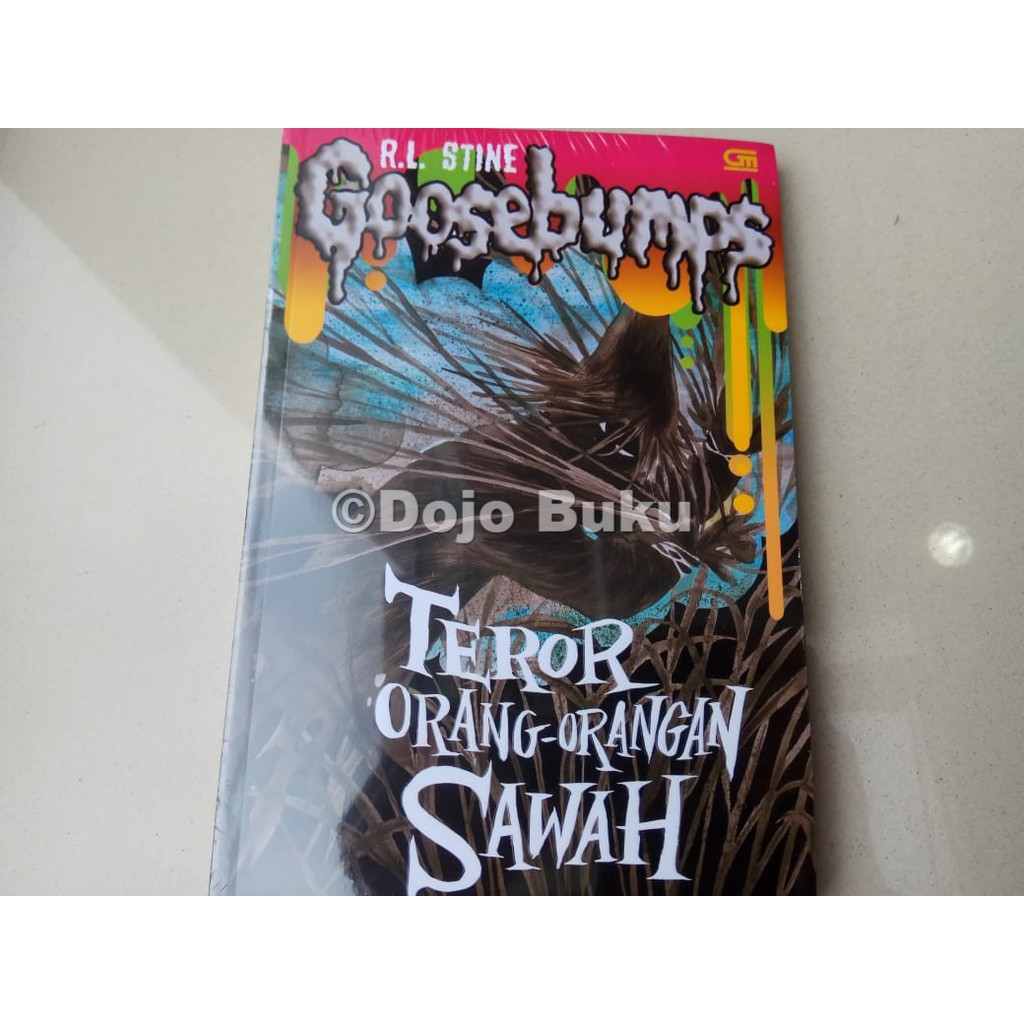 R.L. STINE
GM
Goosebumps
©Dojo Buku
TEROR
ORANG-ORANGAN
SAWAH